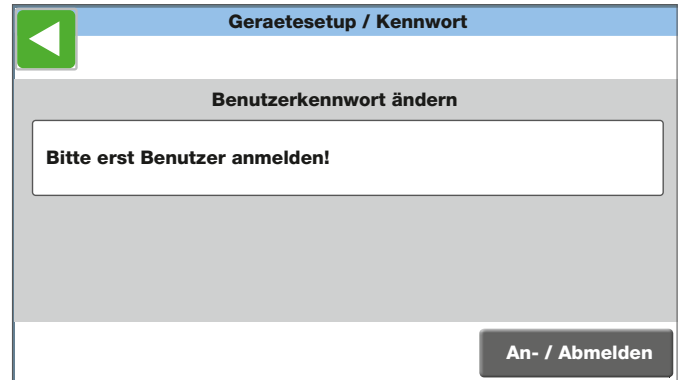 Geraetesetup / Kennwort
Benutzerkennwort ändern
Bitte erst Benutzer anmelden!
An- / Abmelden